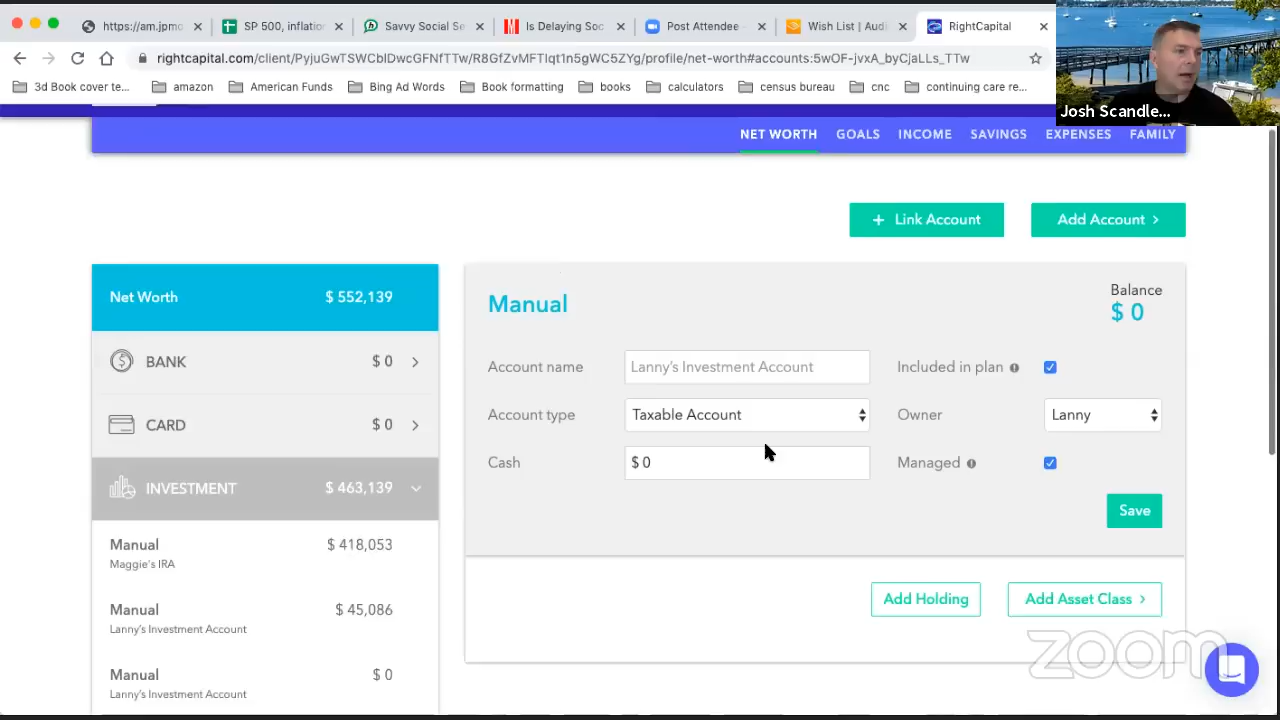 https://am.jpmo
SP 500, inflation
Savvy Social Se
Is Delaying Soc
Post Attendee -
Wish List | Audi
RightCapital
rightcapital.com/client/PyjuGwTSWCblDwcGFNfTTw/R8GfZvMFTIqt1n5gWC5ZYg/profile/net-worth#accounts:5wOF-jvxA_byCjaLLs_TTw
3d Book cover te...
amazon
American Funds
Bing Ad Words
Book formatting
books
calculators
census bureau
cnc
continuing care re...
Josh Scandle...
NET WORTH GOALS INCOME SAVINGS EXPENSES FAMILY
+ Link Account
Add Account >
Net Worth $ 552,139
BANK $ 0
CARD $ 0
INVESTMENT $ 463,139
Manual $ 418,053
Maggie's IRA
Manual $ 45,086
Lanny's Investment Account
Manual $ 0
Lanny's Investment Account
Manual
Balance
$ 0
Account name Lanny's Investment Account Included in plan
Account type Taxable Account Owner Lanny
Cash $ 0 Managed
Save
Add Holding Add Asset Class >
zoom